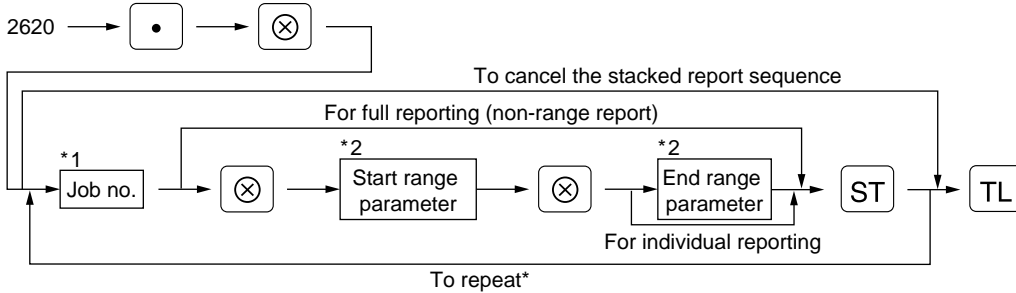 2620 • ⊗
To cancel the stacked report sequence
For full reporting (non-range report)
*1
*2
*2
Job no.
⊗
Start range
parameter
⊗
End range
parameter
ST
TL
For individual reporting
To repeat*